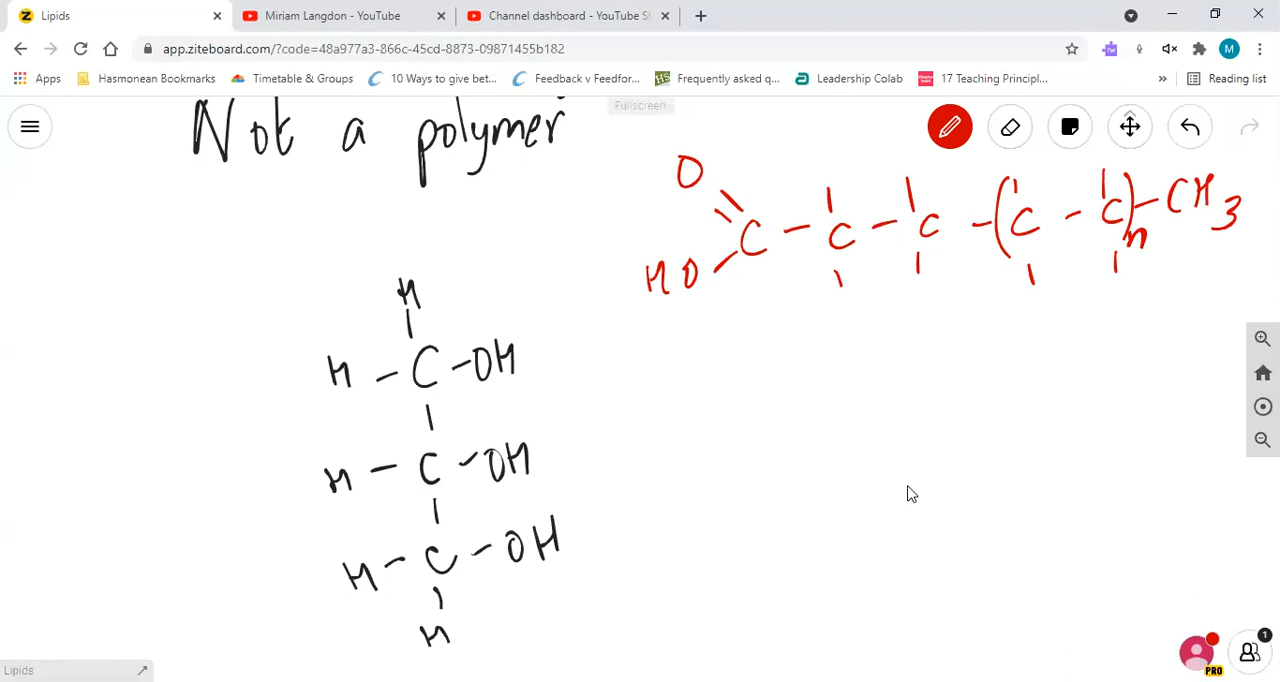 Lipids
Miriam Langdon - YouTube
Channel dashboard - YouTube St
app.ziteboard.com/?code=48a977a3-866c-45cd-8873-09871455b182
Apps
Hasmonean Bookmarks
Timetable & Groups
10 Ways to give bet...
Feedback v Feedfor...
Frequently asked q...
Leadership Colab
17 Teaching Principl...
»
Reading list
M
Fullscreen
Not a polymer
O
HO
C - C - C - (C - C)n - CH3
H
H - C - OH
H - C - OH
H - C - OH
H
Lipids
PRO
1